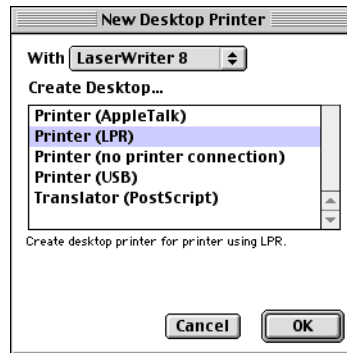 New Desktop Printer
With LaserWriter 8
Create Desktop...
Printer (AppleTalk)
Printer (LPR)
Printer (no printer connection)
Printer (USB)
Translator (PostScript)
Create desktop printer for printer using LPR.
Cancel OK